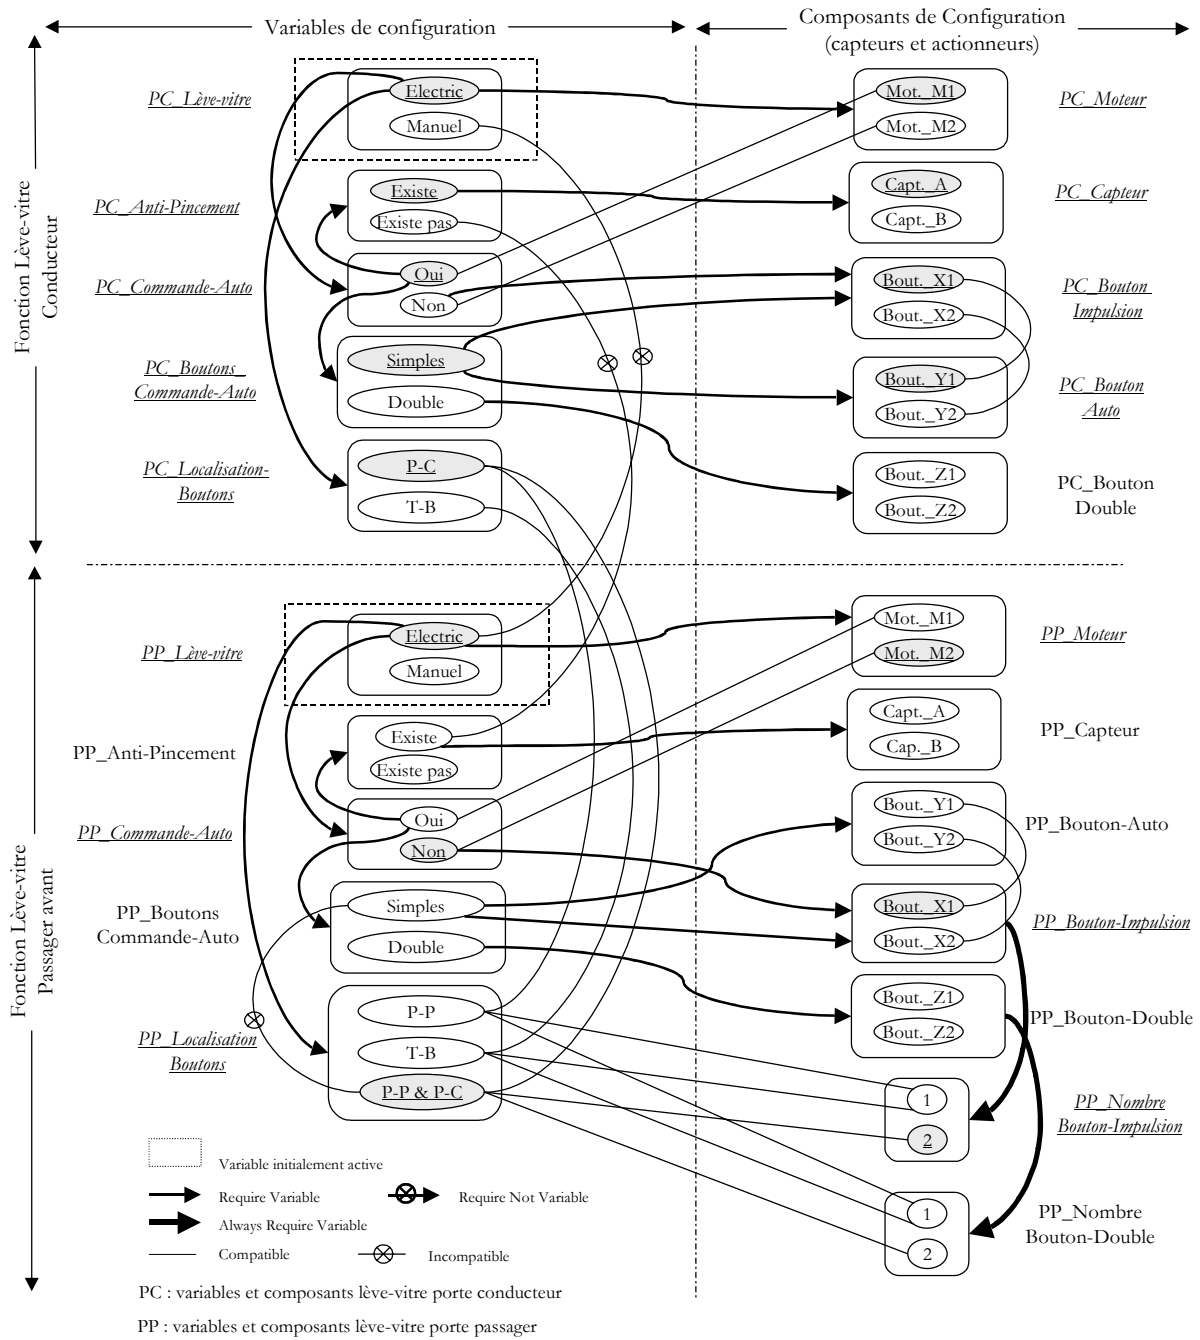 Variables de configuration
Composants de Configuration
(capteurs et actionneurs)
Fonction Lève-vitre
Conducteur
PC_Lève-vitre
Electric
Manuel
Mot._M1
Mot._M2
PC_Moteur
PC_Anti-Pincement
Existe
Existe pas
Capt._A
Capt._B
PC_Capteur
PC_Commande-Auto
Oui
Non
Bout._X1
Bout._X2
PC_Bouton
Impulsion
PC_Boutons_
Commande-Auto
Simples
Double
Bout._Y1
Bout._Y2
PC_Bouton
Auto
PC_Localisation-
Boutons
P-C
T-B
Bout._Z1
Bout._Z2
PC_Bouton
Double
Fonction Lève-vitre
Passager avant
PP_Lève-vitre
Electric
Manuel
Mot._M1
Mot._M2
PP_Moteur
PP_Anti-Pincement
Existe
Existe pas
Capt._A
Cap._B
PP_Capteur
PP_Commande-Auto
Oui
Non
Bout._Y1
Bout._Y2
PP_Bouton-Auto
PP_Boutons
Commande-Auto
Simples
Double
Bout._X1
Bout._X2
PP_Bouton-Impulsion
PP_Localisation
Boutons
P-P
T-B
P-P & P-C
Bout._Z1
Bout._Z2
PP_Bouton-Double
1
2
PP_Nombre
Bouton-Impulsion
1
2
PP_Nombre
Bouton-Double
Variable initialement active
Require Variable
Require Not Variable
Always Require Variable
Compatible
Incompatible
PC : variables et composants lève-vitre porte conducteur
PP : variables et composants lève-vitre porte passager